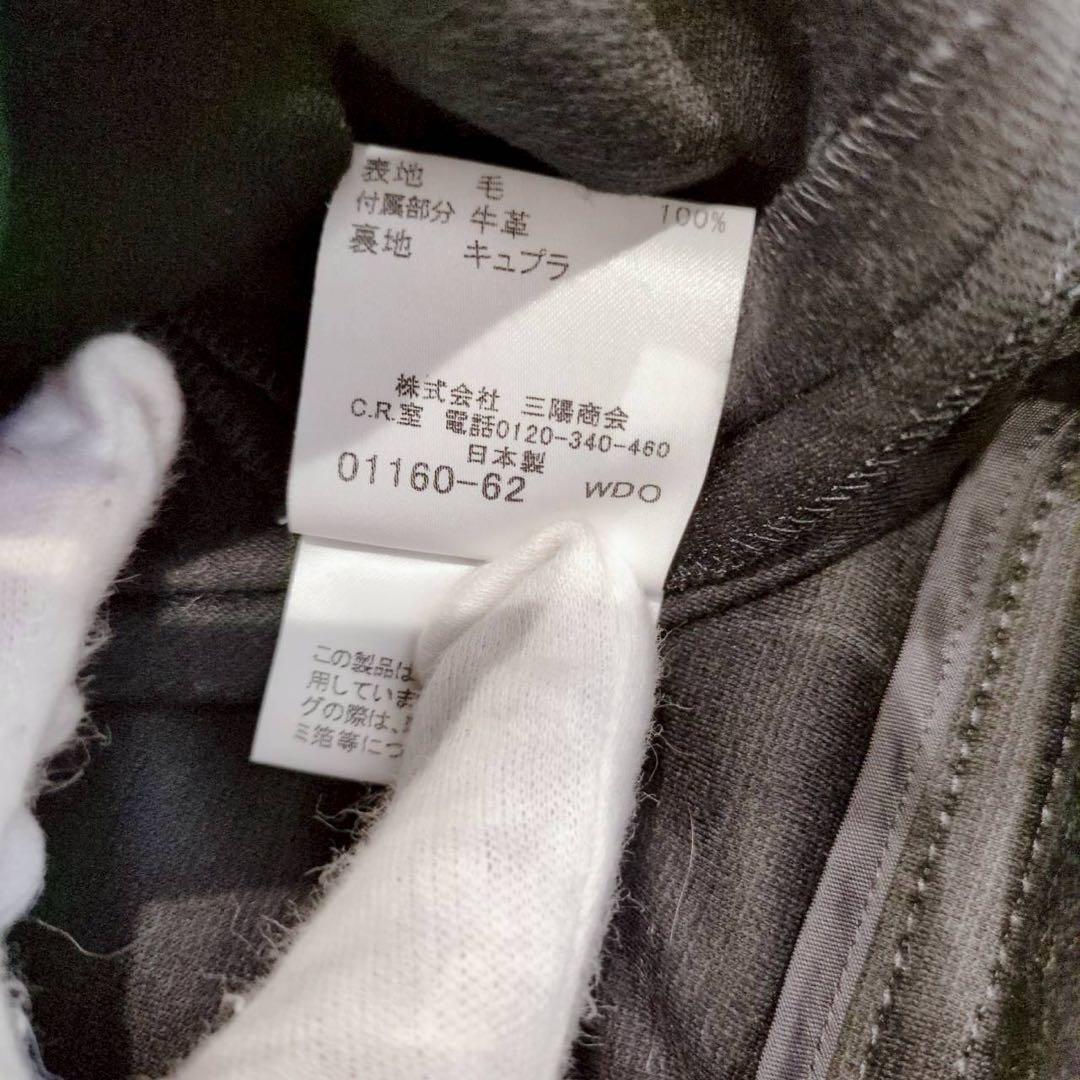 表地 毛 100%
付属部分 牛革
裏地 キュプラ
株式会社 三陽商会
C.R.室 電話0120-340-460
日本製
01160-62 WDO
この製品は
用していま
グの際は、
ミ箔等につ